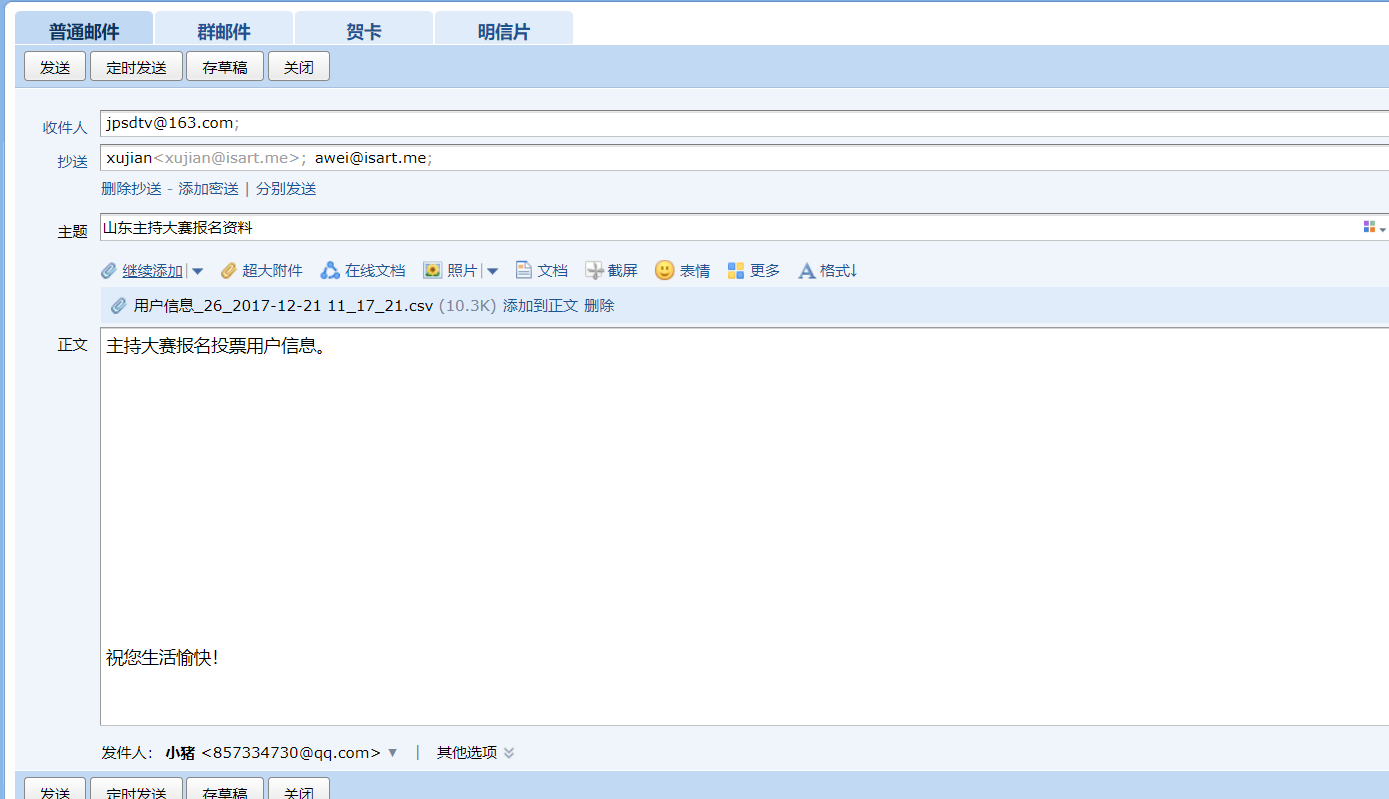 普通邮件 群邮件 贺卡 明信片
发送 定时发送 存草稿 关闭
收件人 jpsdtv@163.com;
抄送 xujian<xujian@isart.me>; awei@isart.me;
删除抄送 - 添加密送 | 分别发送
主题 山东主持大赛报名资料
继续添加 | 超大附件 在线文档 照片 | 文档 截屏 表情 更多 格式↓
用户信息_26_2017-12-21 11_17_21.csv (10.3K) 添加到正文 删除
正文 主持大赛报名投票用户信息。
祝您生活愉快！
发件人： 小猪 <857334730@qq.com> | 其他选项
发送 定时发送 存草稿 关闭